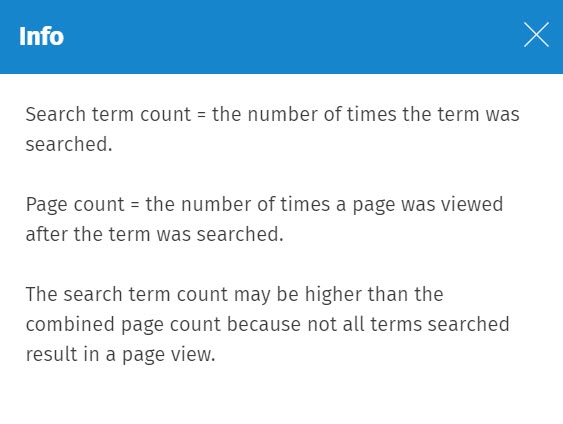 Info
Search term count = the number of times the term was
searched.
Page count = the number of times a page was viewed
after the term was searched.
The search term count may be higher than the
combined page count because not all terms searched
result in a page view.